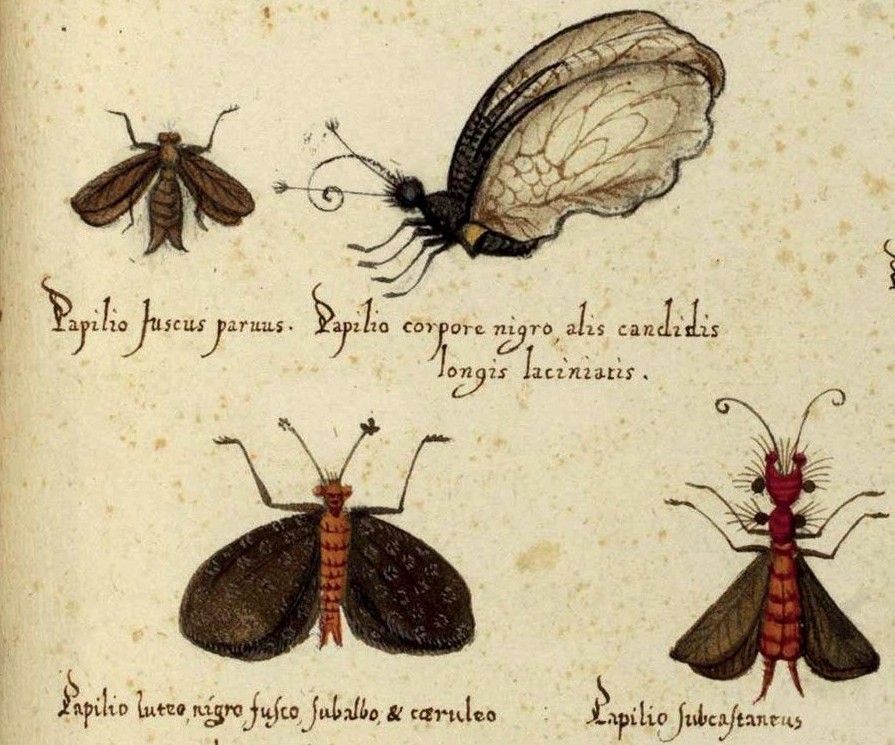 Papilio fuscus paruus. Papilio corpore nigro, alis candidis
longis laciniatis.
Papilio luteo, nigro fusco, subalbo, & cæruleo
Papilio subcastaneus